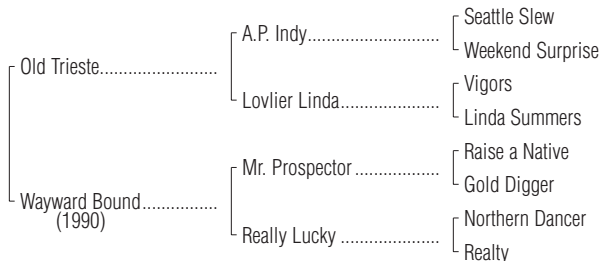 Seattle Slew
A.P. Indy..............................
Weekend Surprise
Old Trieste...........................
Vigors
Lovlier Linda.......................
Linda Summers
Raise a Native
Mr. Prospector ....................
Gold Digger
Wayward Bound.................
(1990)
Northern Dancer
Really Lucky .......................
Realty